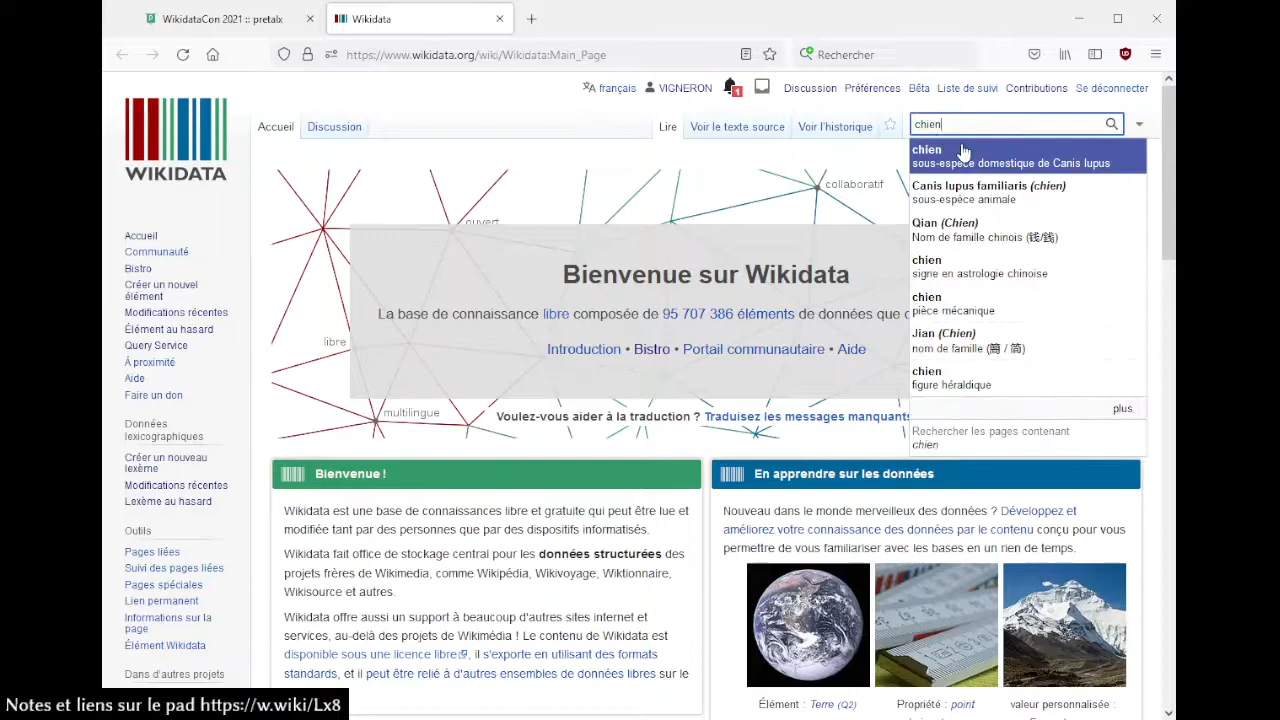 WikidataCon 2021 :: pretalx
Wikidata
https://www.wikidata.org/wiki/Wikidata:Main_Page
Rechercher
français
VIGNERON
1
Discussion
Préférences
Bêta
Liste de suivi
Contributions
Se déconnecter
WIKIDATA
Accueil
Discussion
Lire
Voir le texte source
Voir l'historique
chien
chien
sous-espèce domestique de Canis lupus
Canis lupus familiaris (chien)
sous-espèce animale
Qian (Chien)
Nom de famille chinois (钱/錢)
chien
signe en astrologie chinoise
chien
pièce mécanique
Jian (Chien)
nom de famille (簡 / 简)
chien
figure héraldique
plus
Rechercher les pages contenant
chien
Accueil
Communauté
Bistro
Créer un nouvel
élément
Modifications récentes
Élément au hasard
Query Service
À proximité
Aide
Faire un don
Données
lexicographiques
Créer un nouveau
lexème
Modifications récentes
Lexème au hasard
Outils
Pages liées
Suivi des pages liées
Pages spéciales
Lien permanent
Informations sur la
page
Élément Wikidata
Dans d'autres projets
collaboratif
ouvert
libre
multilingue
Bienvenue sur Wikidata
La base de connaissance libre composée de 95 707 386 éléments de données que
Introduction • Bistro • Portail communautaire • Aide
Voulez-vous aider à la traduction ? Traduisez les messages manquants
Bienvenue !
Wikidata est une base de connaissances libre et gratuite qui peut être lue et
modifiée tant par des personnes que par des dispositifs informatisés.
Wikidata fait office de stockage central pour les données structurées des
projets frères de Wikimedia, comme Wikipédia, Wikivoyage, Wiktionnaire,
Wikisource et autres.
Wikidata offre aussi un support à beaucoup d'autres sites internet et
services, au-delà des projets de Wikimédia ! Le contenu de Wikidata est
disponible sous une licence libre, il s'exporte en utilisant des formats
standards, et il peut être relié à d'autres ensembles de données libres sur le
En apprendre sur les données
Nouveau dans le monde merveilleux des données ? Développez et
améliorez votre connaissance des données par le contenu conçu pour vous
permettre de vous familiariser avec les bases en un rien de temps.
Élément : Terre (Q2)
Propriété : point
valeur personnalisée :
Notes et liens sur le pad https://w.wiki/Lx8